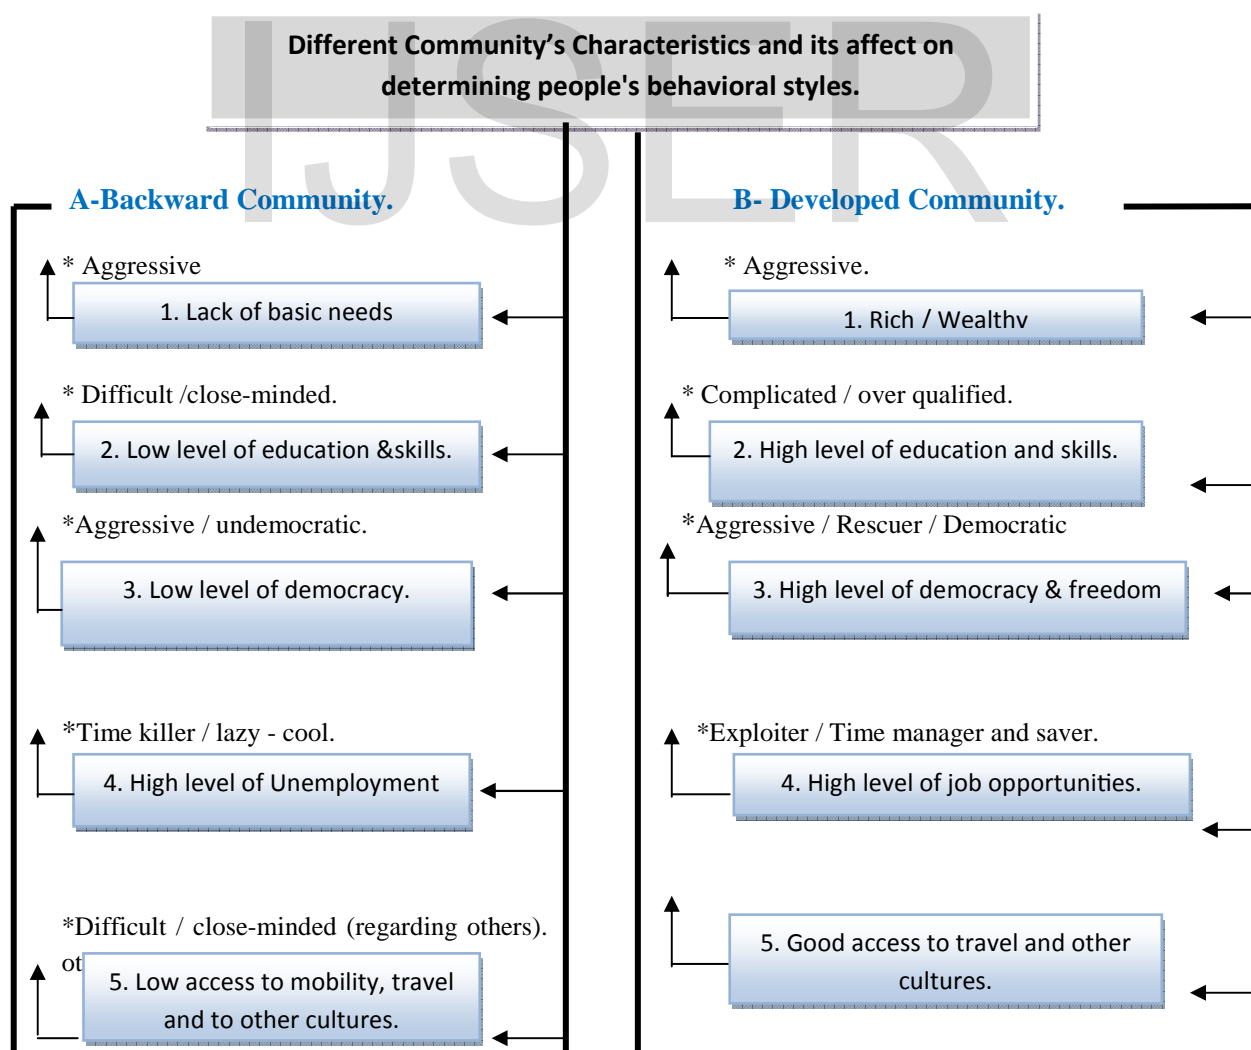 IJSER
Different Community's Characteristics and its affect on
determining people's behavioral styles.
A-Backward Community.
* Aggressive
1. Lack of basic needs
* Difficult /close-minded.
2. Low level of education &skills.
*Aggressive / undemocratic.
3. Low level of democracy.
*Time killer / lazy - cool.
4. High level of Unemployment
*Difficult / close-minded (regarding others).
5. Low access to mobility, travel
and to other cultures.
B- Developed Community.
* Aggressive.
1. Rich / Wealthy
* Complicated / over qualified.
2. High level of education and skills.
*Aggressive / Rescuer / Democratic
3. High level of democracy & freedom
*Exploiter / Time manager and saver.
4. High level of job opportunities.
5. Good access to travel and other
cultures.